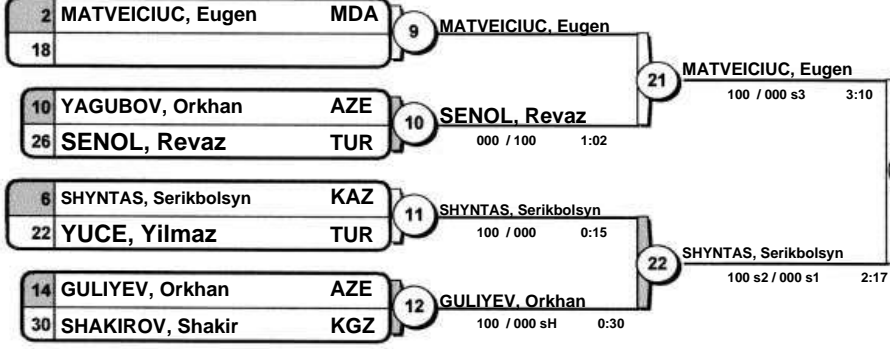 2 MATVEICIUC, Eugen MDA
18
9
MATVEICIUC, Eugen
10 YAGUBOV, Orkhan AZE
26 SENOL, Revaz TUR
10
SENOL, Revaz
000 / 100 1:02
21
MATVEICIUC, Eugen
100 / 000 s3 3:10
6 SHYNTAS, Serikbolsyn KAZ
22 YUCE, Yilmaz TUR
11
SHYNTAS, Serikbolsyn
100 / 000 0:15
14 GULIYEV, Orkhan AZE
30 SHAKIROV, Shakir KGZ
12
GULIYEV, Orkhan
100 / 000 sH 0:30
22
SHYNTAS, Serikbolsyn
100 s2 / 000 s1 2:17